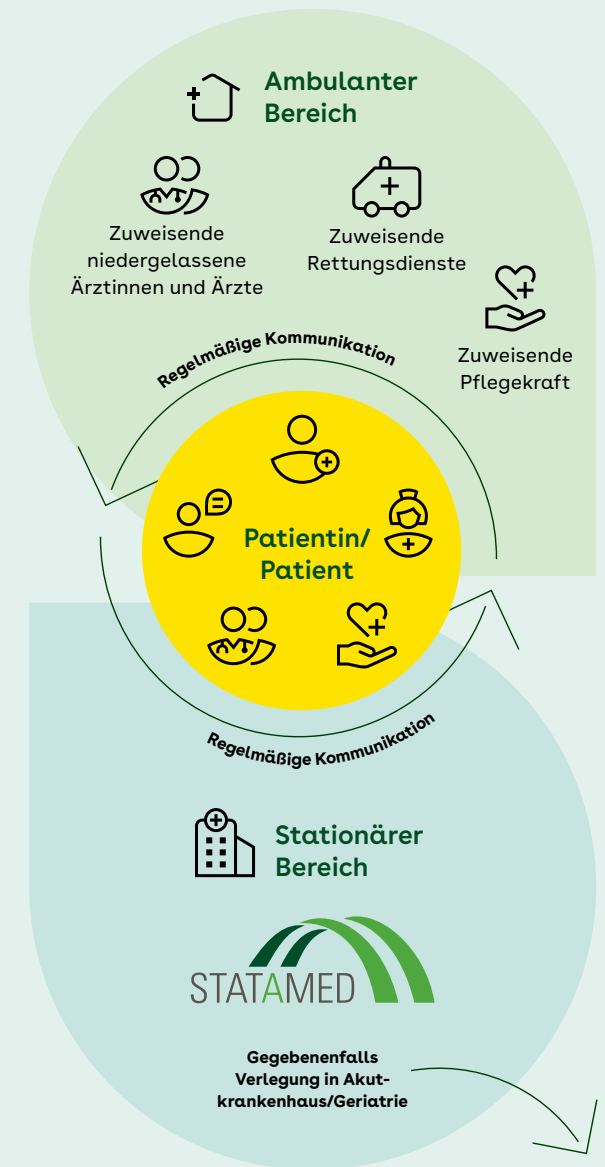 Ambulanter
Bereich
Zuweisende
niedergelassene
Ärztinnen und Ärzte
Zuweisende
Rettungsdienste
Zuweisende
Pflegekraft
Regelmäßige Kommunikation
Patientin/
Patient
Regelmäßige Kommunikation
Stationärer
Bereich
STATAMED
Gegebenenfalls
Verlegung in Akut-
krankenhaus/Geriatrie